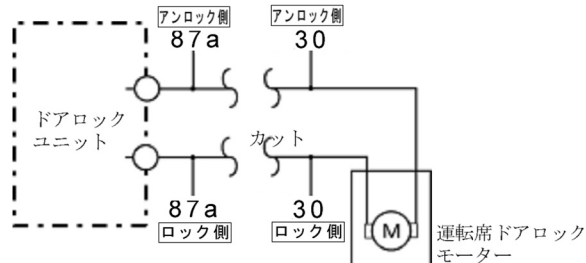 アンロック側
87a
アンロック側
30
ドアロック
ユニット
カット
87a
ロック側
30
ロック側
M
運転席ドアロック
モーター